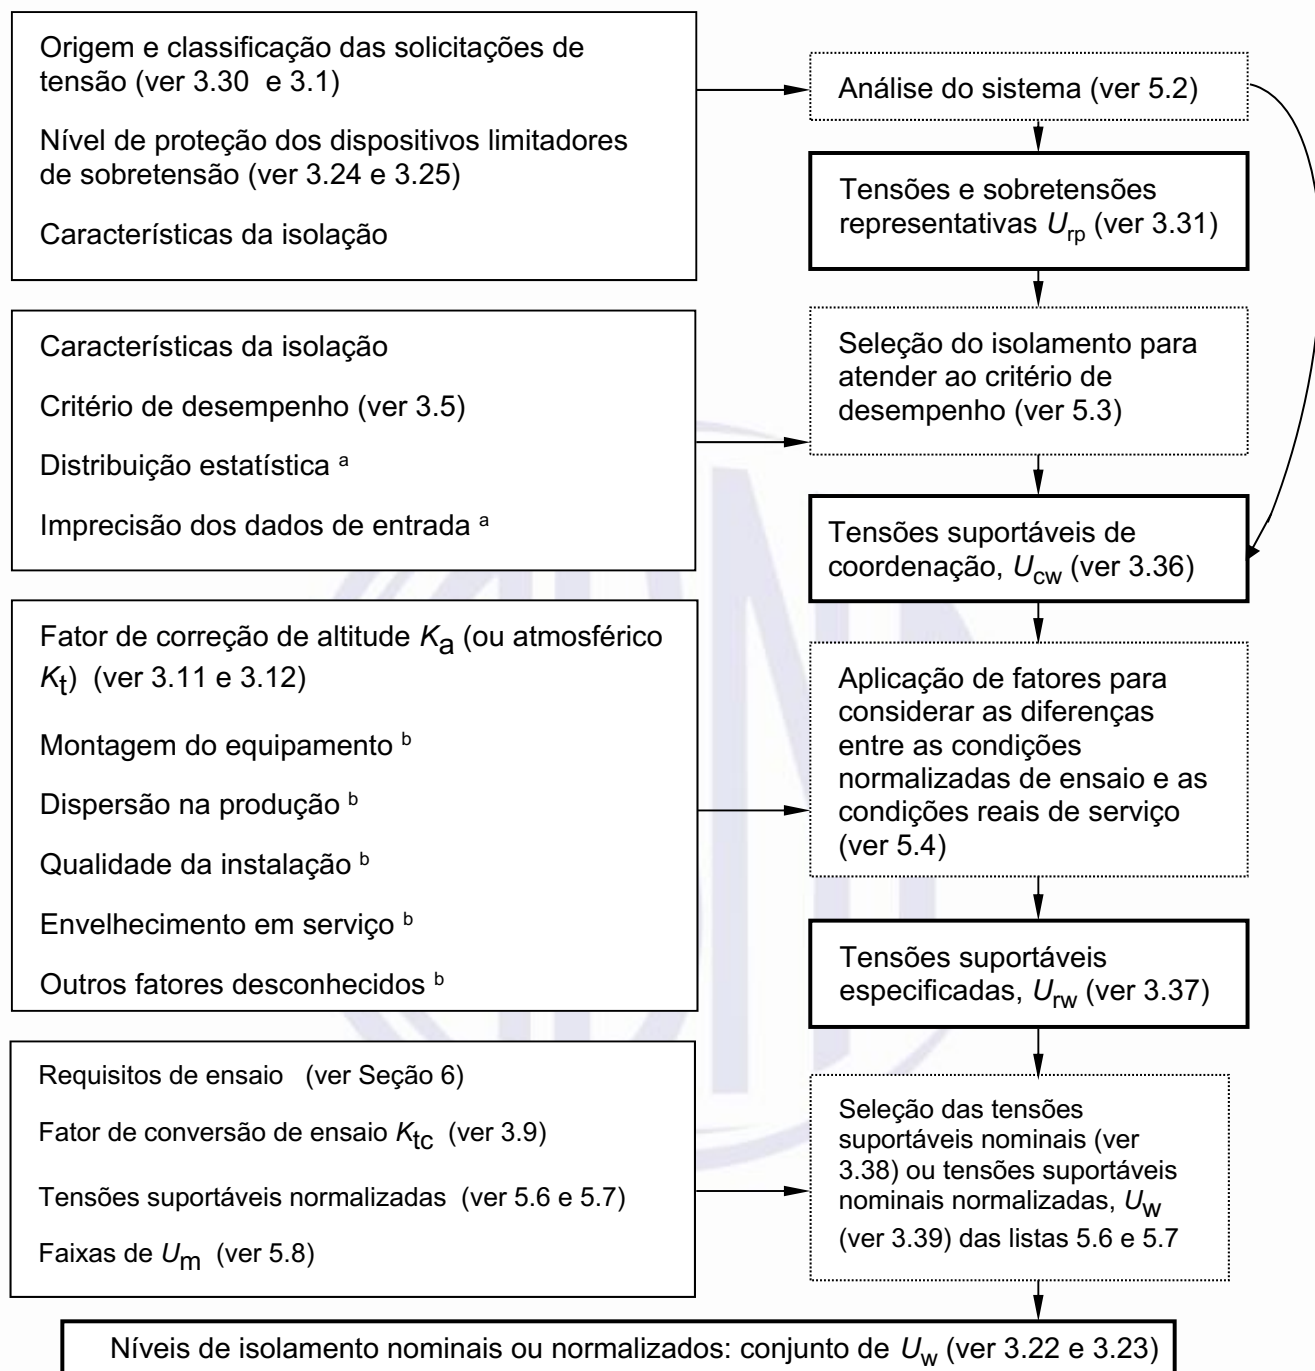 Origem e classificação das solicitações de
tensão (ver 3.30 e 3.1)
Nível de proteção dos dispositivos limitadores
de sobretensão (ver 3.24 e 3.25)
Características da isolação
Análise do sistema (ver 5.2)
Tensões e sobretensões
representativas U_rp (ver 3.31)
Características da isolação
Critério de desempenho (ver 3.5)
Distribuição estatística ᵃ
Imprecisão dos dados de entrada ᵃ
Seleção do isolamento para
atender ao critério de
desempenho (ver 5.3)
Tensões suportáveis de
coordenação, U_cw (ver 3.36)
Fator de correção de altitude K_a (ou atmosférico
K_t) (ver 3.11 e 3.12)
Montagem do equipamento ᵇ
Dispersão na produção ᵇ
Qualidade da instalação ᵇ
Envelhecimento em serviço ᵇ
Outros fatores desconhecidos ᵇ
Aplicação de fatores para
considerar as diferenças
entre as condições
normalizadas de ensaio e as
condições reais de serviço
(ver 5.4)
Tensões suportáveis
especificadas, U_rw (ver 3.37)
Requisitos de ensaio (ver Seção 6)
Fator de conversão de ensaio K_tc (ver 3.9)
Tensões suportáveis normalizadas (ver 5.6 e 5.7)
Faixas de U_m (ver 5.8)
Seleção das tensões
suportáveis nominais (ver
3.38) ou tensões suportáveis
nominais normalizadas, U_w
(ver 3.39) das listas 5.6 e 5.7
Níveis de isolamento nominais ou normalizados: conjunto de U_w (ver 3.22 e 3.23)